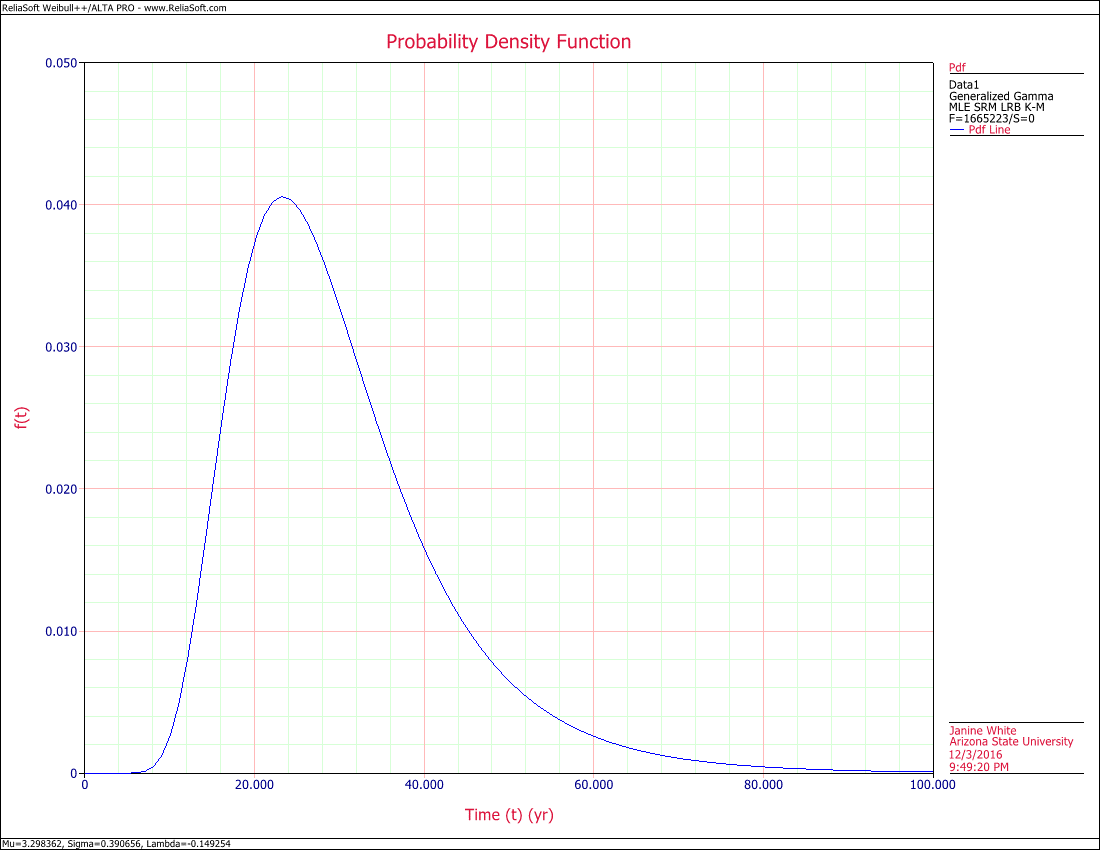 ReliaSoft Weibull++/ALTA PRO - www.ReliaSoft.com
Probability Density Function
0.050
0.040
0.030
0.020
0.010
0
f(t)
0 20.000 40.000 60.000 80.000 100.000
Time (t) (yr)
Pdf
Data1
Generalized Gamma
MLE SRM LRB K-M
F=1665223/S=0
Pdf Line
Janine White
Arizona State University
12/3/2016
9:49:20 PM
Mu=3.298362, Sigma=0.390656, Lambda=-0.149254